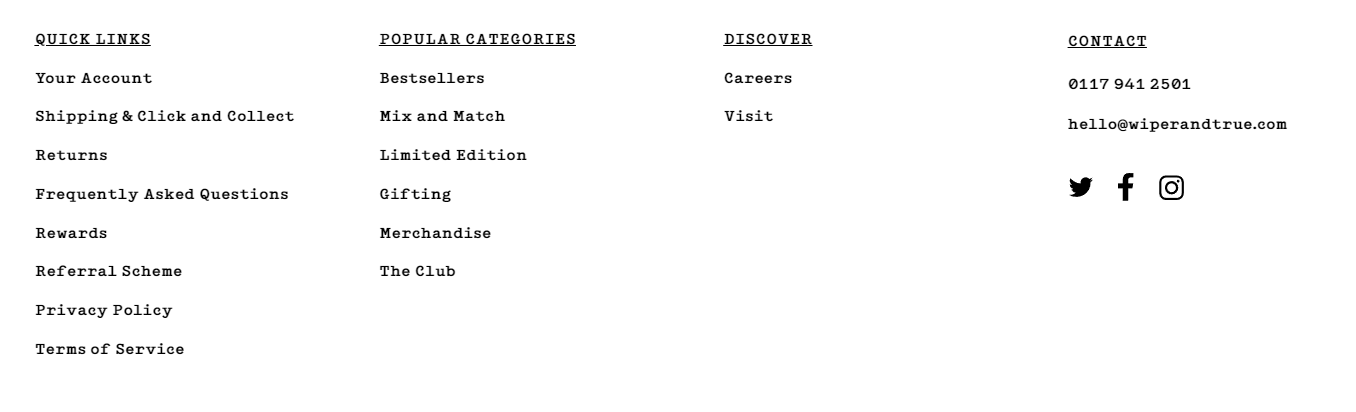 QUICK LINKS
Your Account
Shipping & Click and Collect
Returns
Frequently Asked Questions
Rewards
Referral Scheme
Privacy Policy
Terms of Service
POPULAR CATEGORIES
Bestsellers
Mix and Match
Limited Edition
Gifting
Merchandise
The Club
DISCOVER
Careers
Visit
CONTACT
0117 941 2501
hello@wiperandtrue.com